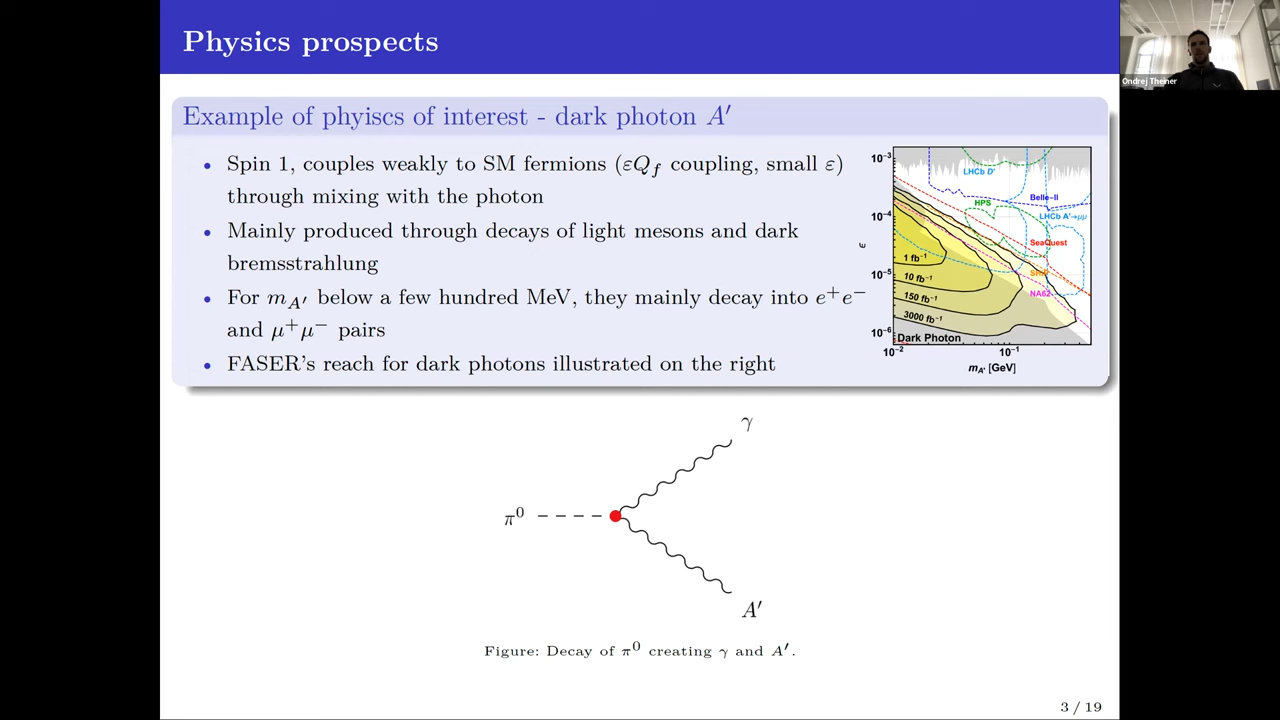 Physics prospects
Ondrej Theiner
Example of phyiscs of interest - dark photon A′
• Spin 1, couples weakly to SM fermions (εQ_f coupling, small ε)
through mixing with the photon
• Mainly produced through decays of light mesons and dark
bremsstrahlung
• For m_A′ below a few hundred MeV, they mainly decay into e⁺e⁻
and μ⁺μ⁻ pairs
• FASER's reach for dark photons illustrated on the right
10⁻³
LHCb D*
HPS
Belle-II
10⁻⁴
LHCb A′→μμ
ε
SeaQuest
1 fb⁻¹
10⁻⁵
10 fb⁻¹
SHiP
150 fb⁻¹
NA62
3000 fb⁻¹
10⁻⁶
Dark Photon
10⁻²
10⁻¹
m_A′ [GeV]
γ
π⁰
A′
Figure: Decay of π⁰ creating γ and A′.
3 / 19